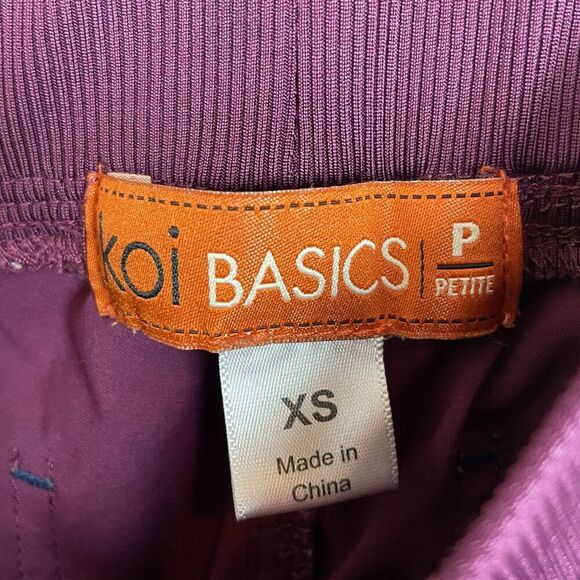 koi BASICS P
PETITE
XS
Made in
China